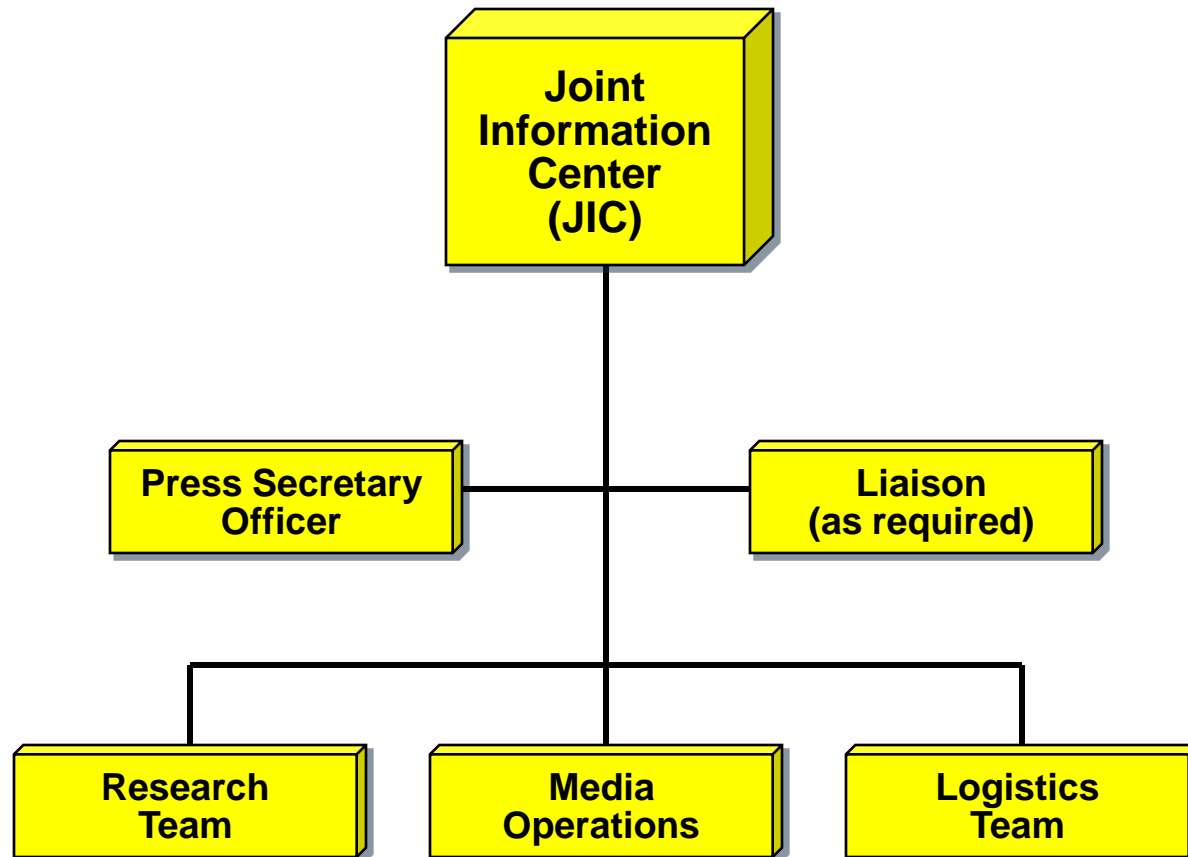 Joint
Information
Center
(JIC)
Press Secretary
Officer
Liaison
(as required)
Research
Team
Media
Operations
Logistics
Team